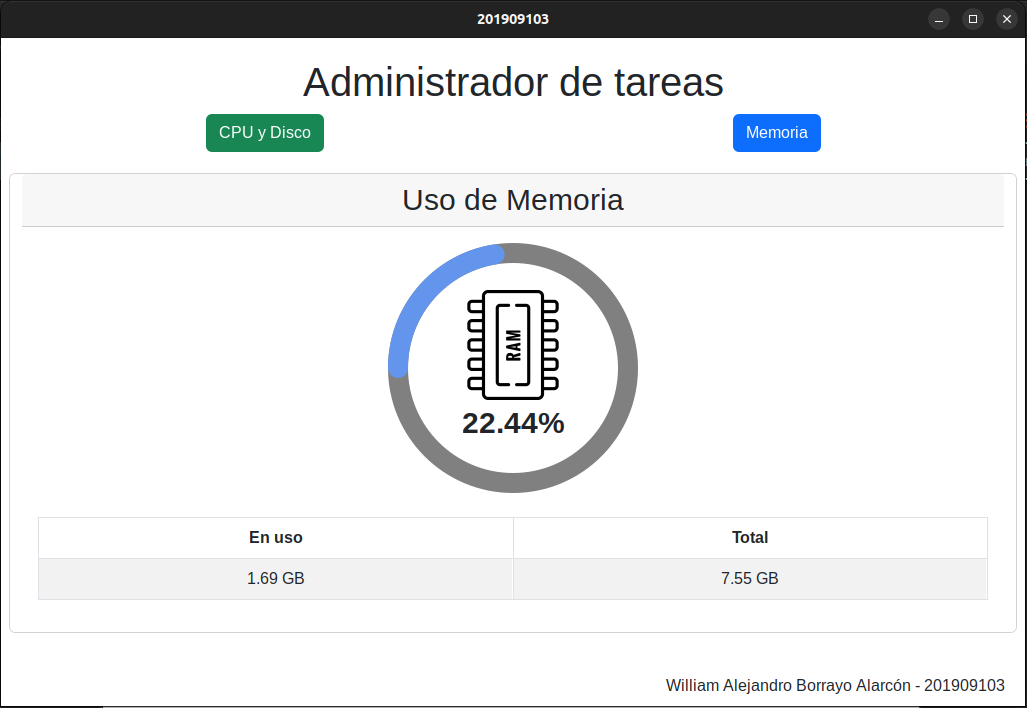 201909103
Administrador de tareas
CPU y Disco Memoria
Uso de Memoria
RAM
22.44%
En uso Total
1.69 GB 7.55 GB
William Alejandro Borrayo Alarcón - 201909103